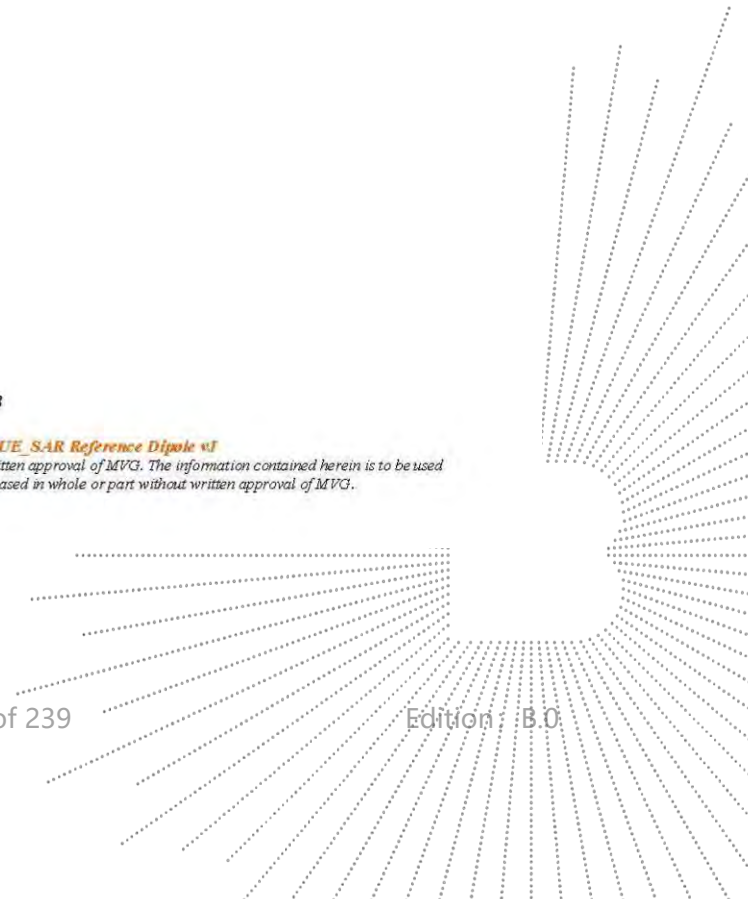 UE_SAR Reference Dipole vJ
tten approval of MVG. The information contained herein is to be used
ased in whole or part without written approval of MVG.
of 239
Edition: B.0